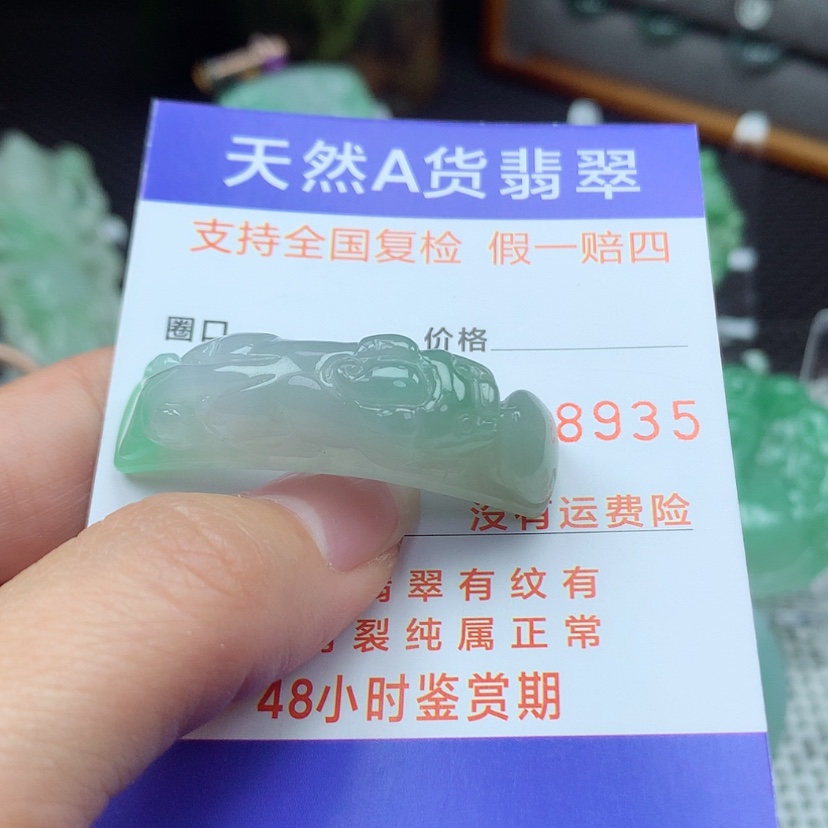 天然A货翡翠
支持全国复检 假一赔四
圈口 价格
8935
没有运费险
翡翠有纹有
裂纯属正常
48小时鉴赏期